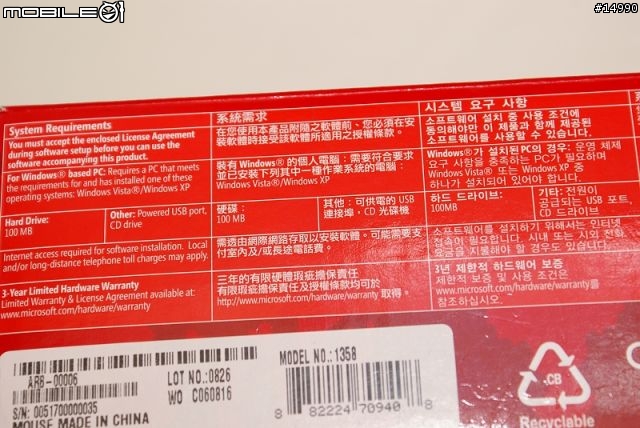 MOBILE01
#14990
System Requirements
You must accept the enclosed License Agreement
during software setup before you can use the
software accompanying this product.
For Windows® based PC: Requires a PC that meets
the requirements for and has installed one of these
operating systems: Windows Vista®/Windows XP
Hard Drive:
100 MB
Other: Powered USB port,
CD drive
Internet access required for software installation. Local
and/or long-distance telephone toll charges may apply.
3-Year Limited Hardware Warranty
Limited Warranty & License Agreement available at:
www.microsoft.com/hardware/warranty
系統需求
在您使用本產品附隨之軟體前，您必須在安
裝軟體時接受該軟體所適用之授權條款。
裝有 Windows® 的個人電腦：需要符合要求
並已安裝下列其中一種作業系統的電腦：
Windows Vista®/Windows XP
硬碟：
100 MB
其他：可供電的 USB
連接埠，CD 光碟機
需透由網際網路存取以安裝軟體。可能需要支
付室內及/或長途電話費。
三年的有限硬體瑕疵擔保責任
有限瑕疵擔保責任及授權條款均可於
http://www.microsoft.com/hardware/warranty 取得。
시스템 요구 사항
소프트웨어 설치 중 사용 조건에
동의해야만 이 제품과 함께 제공된
소프트웨어를 사용할 수 있습니다.
Windows®가 설치된 PC의 경우: 운영 체제
요구 사항을 충족하는 PC가 필요하며
Windows Vista® 또는 Windows XP 중
하나가 설치되어 있어야 합니다.
하드 드라이브:
100MB
기타: 전원이
공급되는 USB 포트,
CD 드라이브
소프트웨어를 설치하기 위해서는 인터넷
접속이 필요합니다. 시내 또는 시외 전화
요금을 지불해야 할 경우도 있습니다.
3년 제한적 하드웨어 보증
제한적 보증 및 사용 조건은
www.microsoft.com/hardware/warranty를
참조하십시오.
ARB-00006
S/N: 0051700000035
MOUSE MADE IN CHINA
LOT NO.:0826
WO C060816
MODEL NO.:1358
8 82224 70940 8
CB
Recyclable